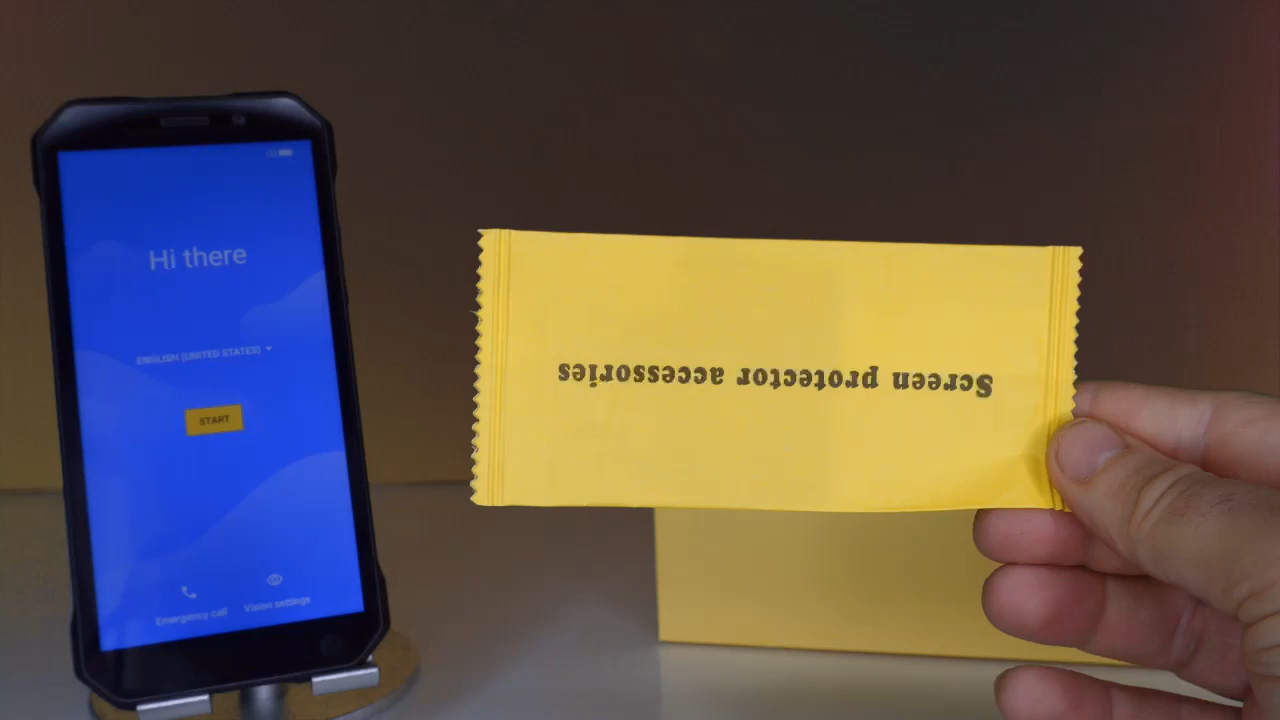 Hi there
ENGLISH (UNITED STATES)
START
Emergency call
Vision settings
Screen protector accessories